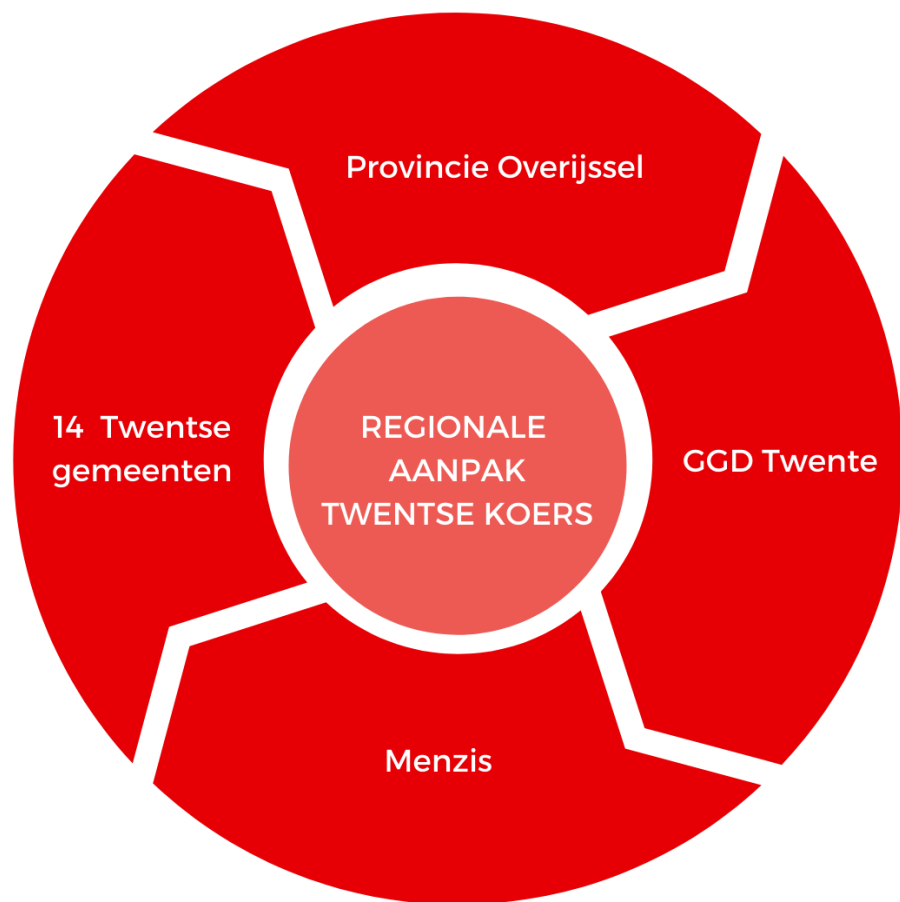 Provincie Overijssel
14 Twentse
gemeenten
REGIONALE
AANPAK
TWENTSE KOERS
GGD Twente
Menzis